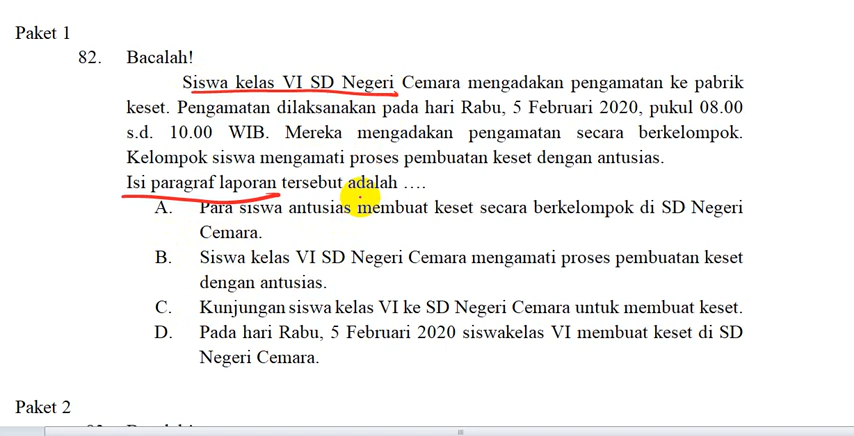 Paket 1
82. Bacalah!
Siswa kelas VI SD Negeri Cemara mengadakan pengamatan ke pabrik
keset. Pengamatan dilaksanakan pada hari Rabu, 5 Februari 2020, pukul 08.00
s.d. 10.00 WIB. Mereka mengadakan pengamatan secara berkelompok.
Kelompok siswa mengamati proses pembuatan keset dengan antusias.
Isi paragraf laporan tersebut adalah ….
A. Para siswa antusias membuat keset secara berkelompok di SD Negeri
Cemara.
B. Siswa kelas VI SD Negeri Cemara mengamati proses pembuatan keset
dengan antusias.
C. Kunjungan siswa kelas VI ke SD Negeri Cemara untuk membuat keset.
D. Pada hari Rabu, 5 Februari 2020 siswakelas VI membuat keset di SD
Negeri Cemara.
Paket 2